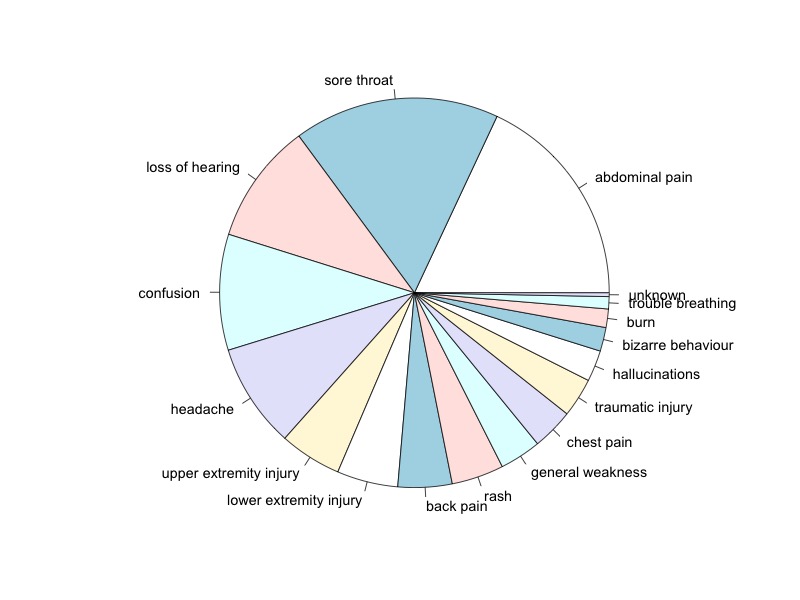 sore throat
loss of hearing
abdominal pain
confusion
unknown
trouble breathing
burn
bizarre behaviour
hallucinations
headache
traumatic injury
chest pain
upper extremity injury
general weakness
lower extremity injury
rash
back pain